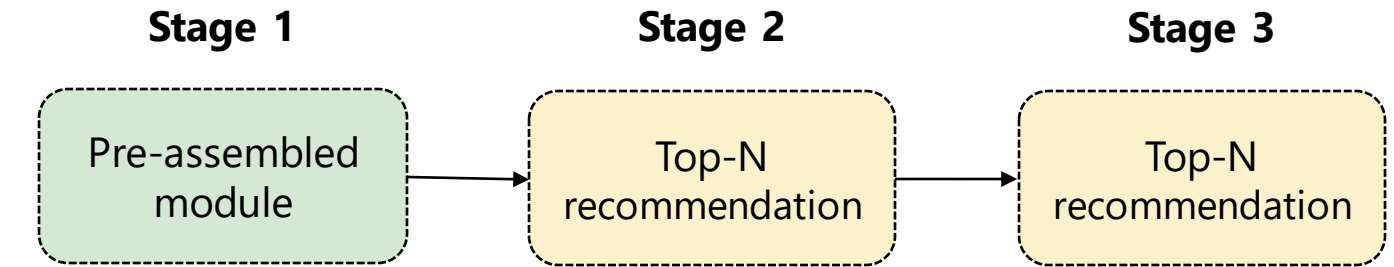 Stage 1
Stage 2
Stage 3
Pre-assembled
module
Top-N
recommendation
Top-N
recommendation